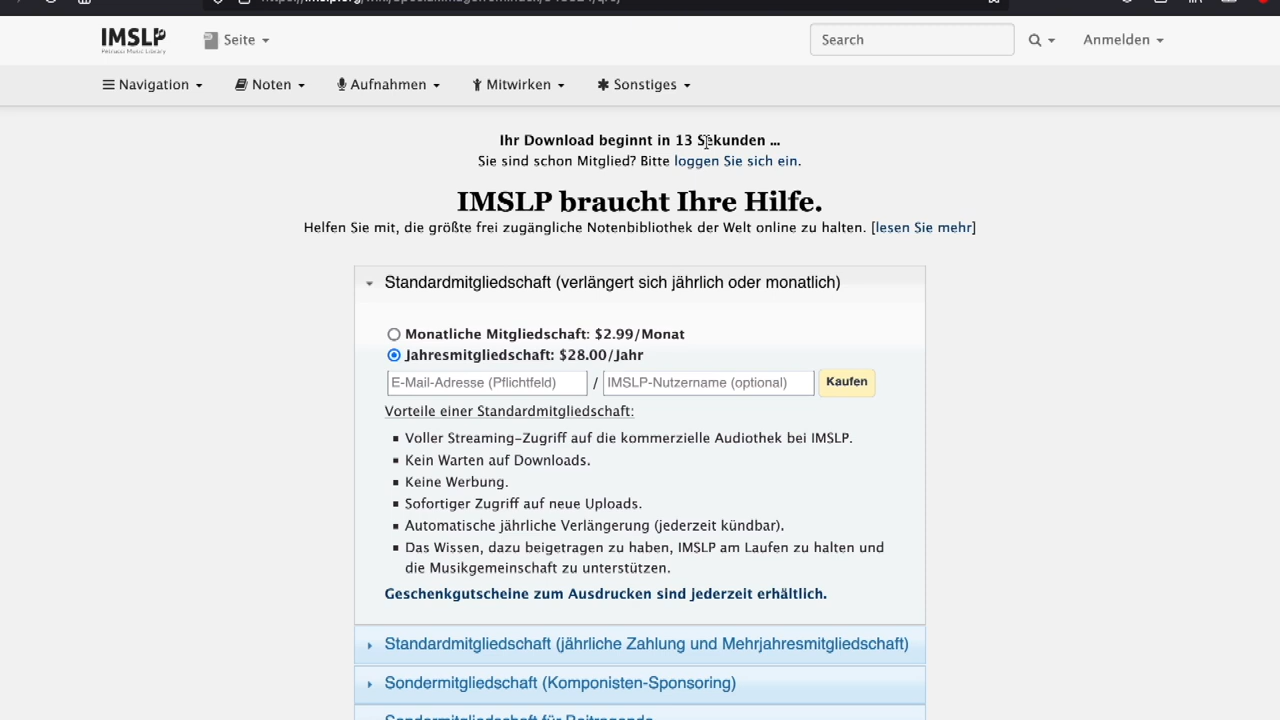 IMSLP
Petrucci Music Library
Seite
Search
Anmelden
Navigation
Noten
Aufnahmen
Mitwirken
Sonstiges
Ihr Download beginnt in 13 Sekunden ...
Sie sind schon Mitglied? Bitte loggen Sie sich ein.
IMSLP braucht Ihre Hilfe.
Helfen Sie mit, die größte frei zugängliche Notenbibliothek der Welt online zu halten. [lesen Sie mehr]
Standardmitgliedschaft (verlängert sich jährlich oder monatlich)
Monatliche Mitgliedschaft: $2.99/Monat
Jahresmitgliedschaft: $28.00/Jahr
E-Mail-Adresse (Pflichtfeld) / IMSLP-Nutzername (optional) Kaufen
Vorteile einer Standardmitgliedschaft:
Voller Streaming-Zugriff auf die kommerzielle Audiothek bei IMSLP.
Kein Warten auf Downloads.
Keine Werbung.
Sofortiger Zugriff auf neue Uploads.
Automatische jährliche Verlängerung (jederzeit kündbar).
Das Wissen, dazu beigetragen zu haben, IMSLP am Laufen zu halten und
die Musikgemeinschaft zu unterstützen.
Geschenkgutscheine zum Ausdrucken sind jederzeit erhältlich.
Standardmitgliedschaft (jährliche Zahlung und Mehrjahresmitgliedschaft)
Sondermitgliedschaft (Komponisten-Sponsoring)
Sondermitgliedschaft für Beitragende